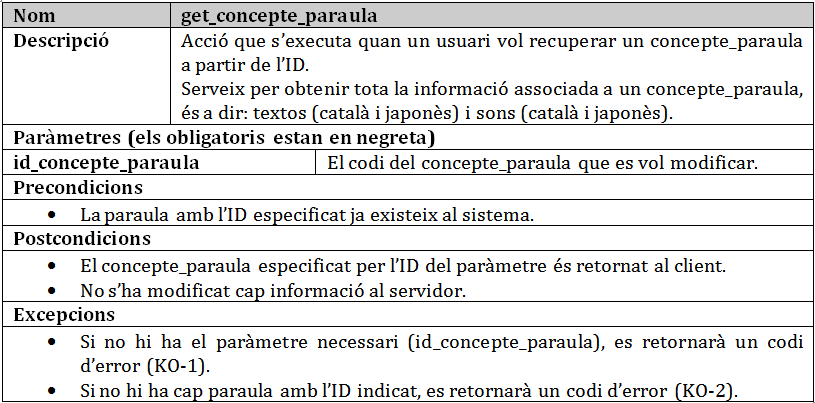 Nom get_concepte_paraula
Descripció Acció que s’executa quan un usuari vol recuperar un concepte_paraula
a partir de l’ID.
Serveix per obtenir tota la informació associada a un concepte_paraula,
és a dir: textos (català i japonès) i sons (català i japonès).
Paràmetres (els obligatoris estan en negreta)
id_concepte_paraula El codi del concepte_paraula que es vol modificar.
Precondicions
• La paraula amb l’ID especificat ja existeix al sistema.
Postcondicions
• El concepte_paraula especificat per l’ID del paràmetre és retornat al client.
• No s’ha modificat cap informació al servidor.
Excepcions
• Si no hi ha el paràmetre necessari (id_concepte_paraula), es retornarà un codi
d’error (KO-1).
• Si no hi ha cap paraula amb l’ID indicat, es retornarà un codi d’error (KO-2).